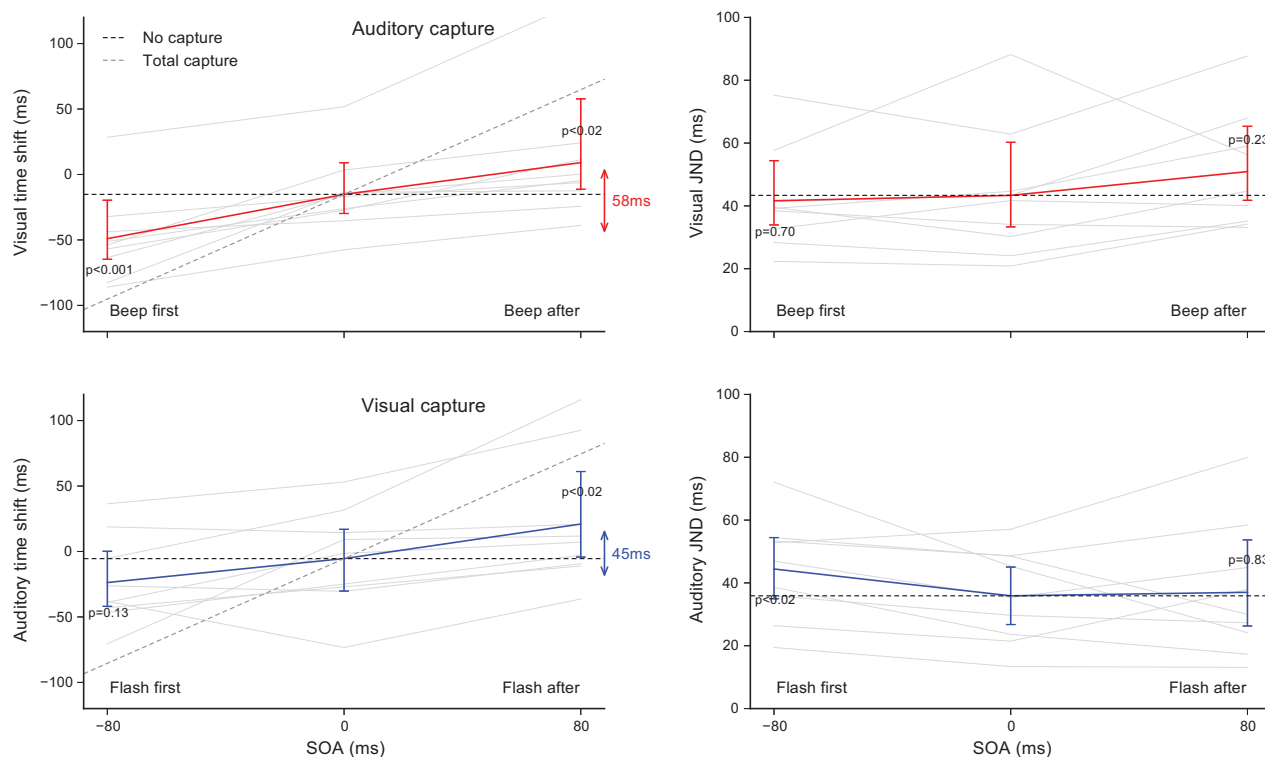 Auditory capture
No capture
Total capture
Visual time shift (ms)
100
50
0
−50
−100
p<0.001
p<0.02
58ms
Beep first
Beep after
Visual JND (ms)
100
80
60
40
20
0
p=0.70
p=0.23
Beep first
Beep after
Visual capture
Auditory time shift (ms)
100
50
0
−50
−100
p=0.13
p<0.02
45ms
Flash first
Flash after
−80
0
80
SOA (ms)
Auditory JND (ms)
100
80
60
40
20
0
p<0.02
p=0.83
Flash first
Flash after
−80
0
80
SOA (ms)